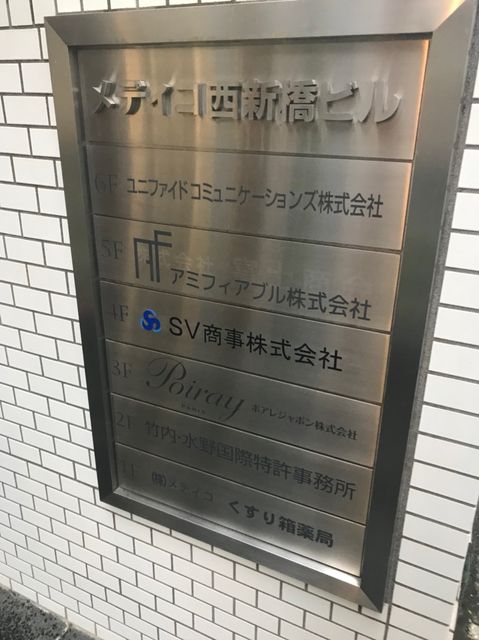 メディコ西新橋ビル
6F ユニファイドコミュニケーションズ株式会社
5F アミフィアブル株式会社
4F SV商事株式会社
3F Poiray PARIS ポアレジャポン株式会社
2F 竹内・水野国際特許事務所
1F ㈱メディコ くすり箱薬局